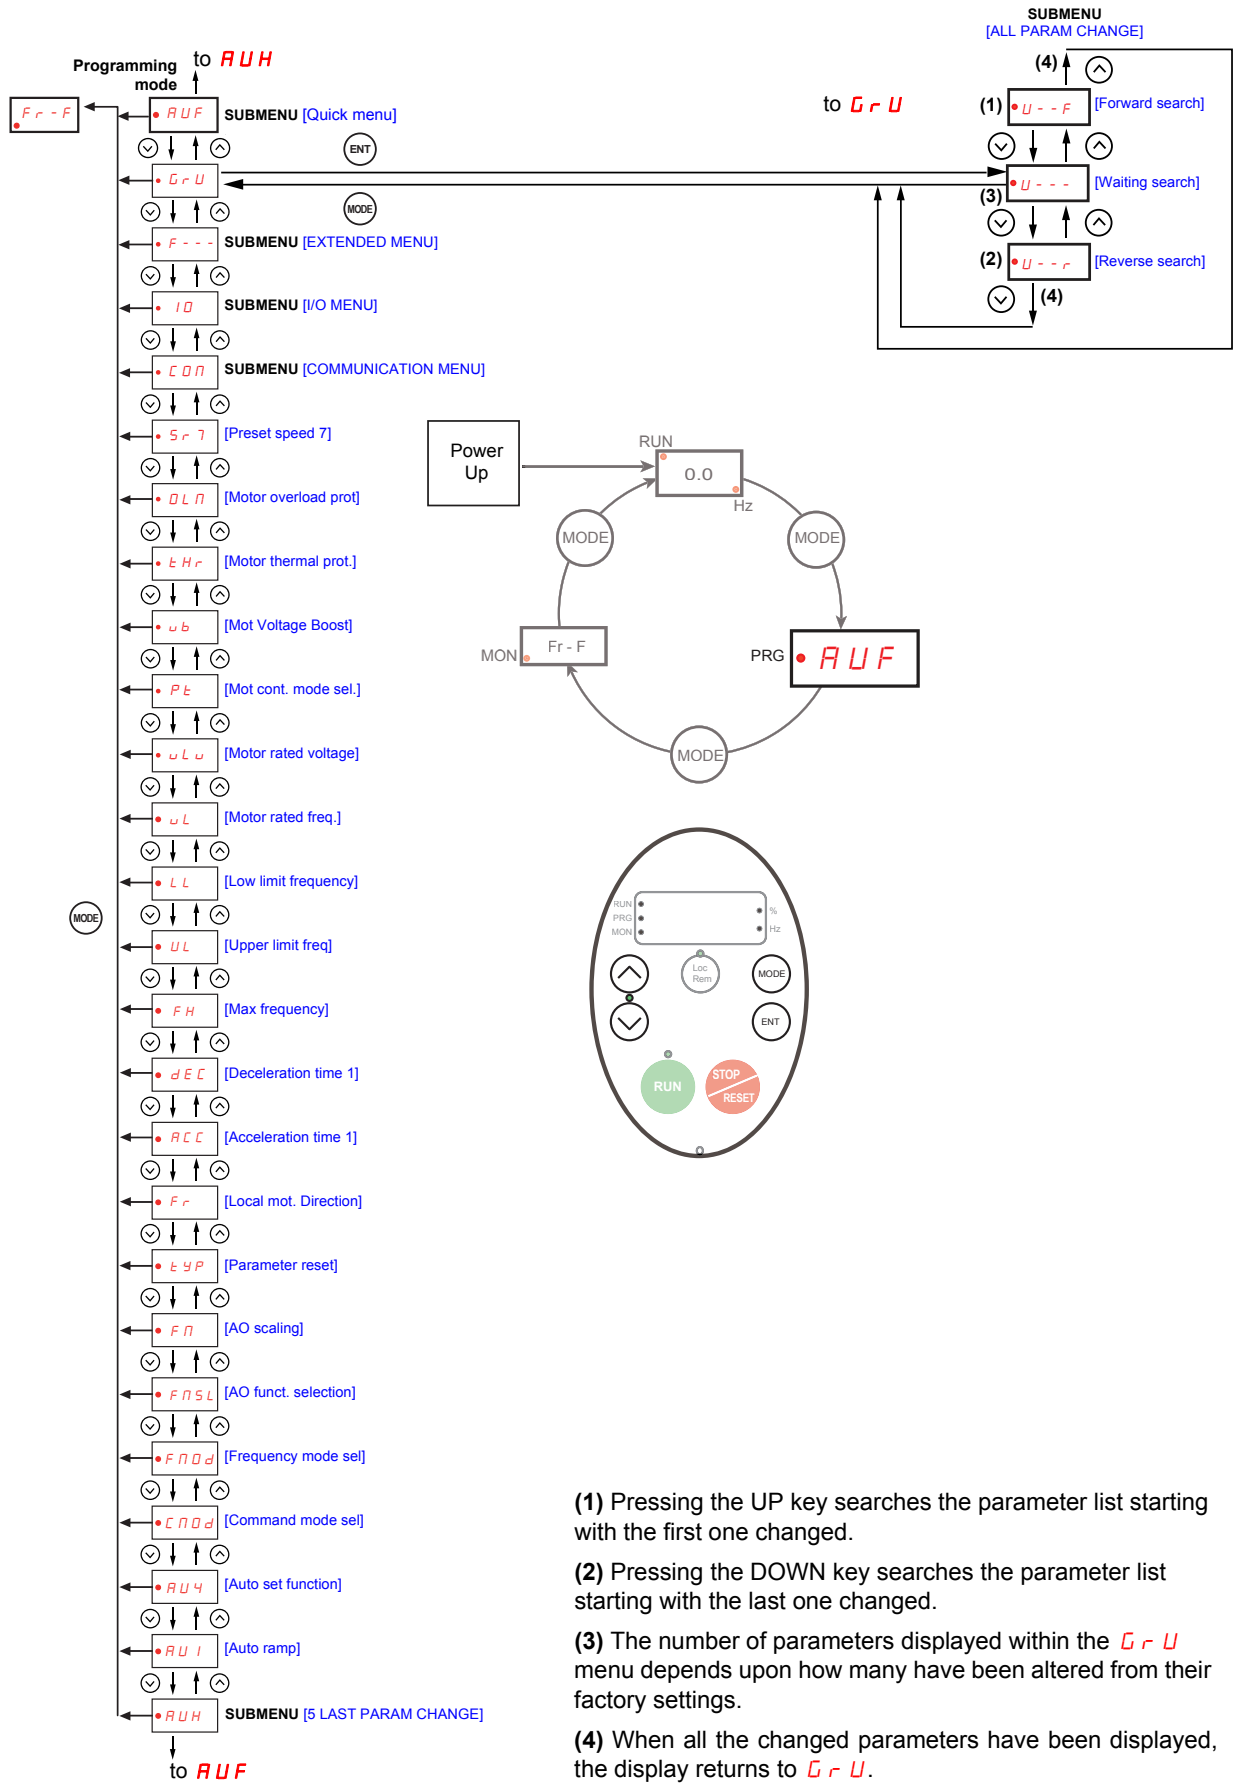 SUBMENU
[ALL PARAM CHANGE]
to AUH
Programming
mode
(4)
Fr-F
AUF
SUBMENU [Quick menu]
to GrU
(1)
U--F
[Forward search]
ENT
GrU
U---
[Waiting search]
(3)
MODE
F---
SUBMENU [EXTENDED MENU]
(2)
U--r
[Reverse search]
(4)
IO
SUBMENU [I/O MENU]
COM
SUBMENU [COMMUNICATION MENU]
Sr7
[Preset speed 7]
OLM
[Motor overload prot]
tHr
[Motor thermal prot.]
ub
[Mot Voltage Boost]
Pt
[Mot cont. mode sel.]
uLu
[Motor rated voltage]
uL
[Motor rated freq.]
LL
[Low limit frequency]
MODE
UL
[Upper limit freq]
FH
[Max frequency]
dEC
[Deceleration time 1]
ACC
[Acceleration time 1]
Fr
[Local mot. Direction]
tYP
[Parameter reset]
FM
[AO scaling]
FMSL
[AO funct. selection]
FMOd
[Frequency mode sel]
CMOd
[Command mode sel]
AU4
[Auto set function]
AU1
[Auto ramp]
AUH
SUBMENU [5 LAST PARAM CHANGE]
to AUF
Power
Up
RUN
0.0
Hz
MODE
MODE
MON
Fr - F
PRG
AUF
MODE
RUN
PRG
MON
%
Hz
Loc
Rem
MODE
ENT
RUN
STOP
RESET
(1) Pressing the UP key searches the parameter list starting
with the first one changed.
(2) Pressing the DOWN key searches the parameter list
starting with the last one changed.
(3) The number of parameters displayed within the GrU
menu depends upon how many have been altered from their
factory settings.
(4) When all the changed parameters have been displayed,
the display returns to GrU.